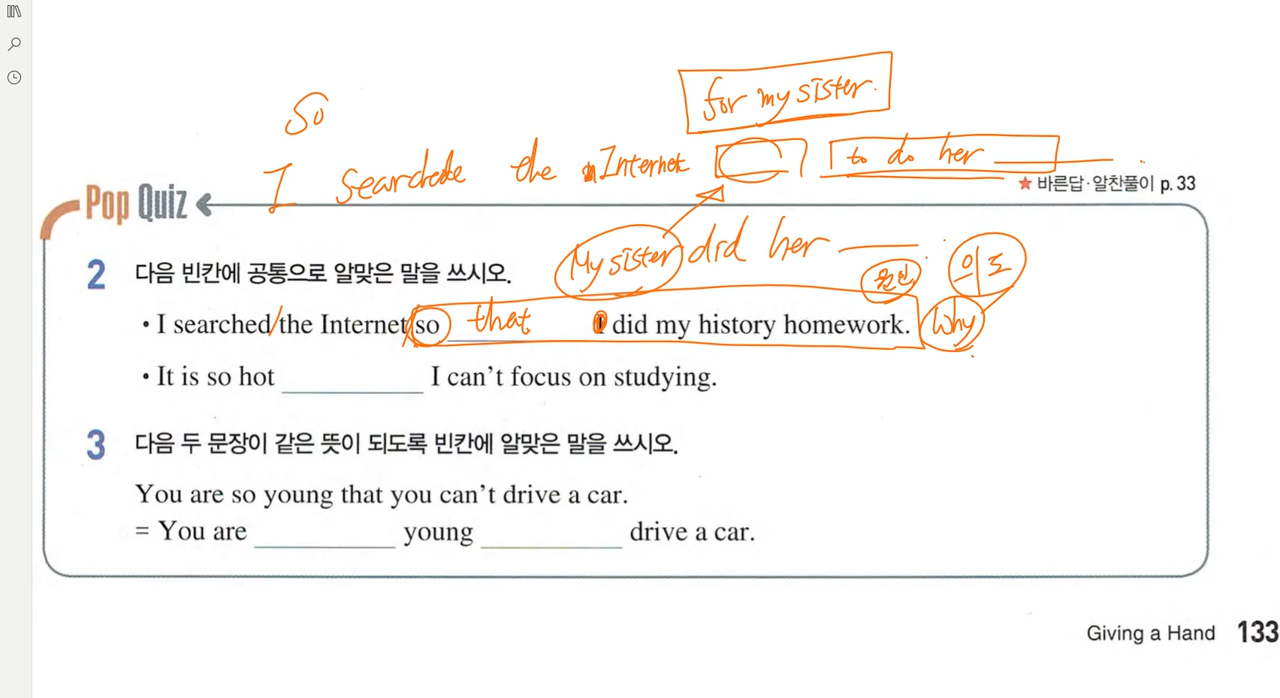 for my sister.
So
I searched the Internet to do her
★ 바른답·알찬풀이 p. 33
Pop Quiz
My sister did her
원인 의도
2 다음 빈칸에 공통으로 알맞은 말을 쓰시오.
• I searched the Internet so that I did my history homework. Why
• It is so hot ______ I can't focus on studying.
3 다음 두 문장이 같은 뜻이 되도록 빈칸에 알맞은 말을 쓰시오.
You are so young that you can't drive a car.
= You are ______ young ______ drive a car.
Giving a Hand 133